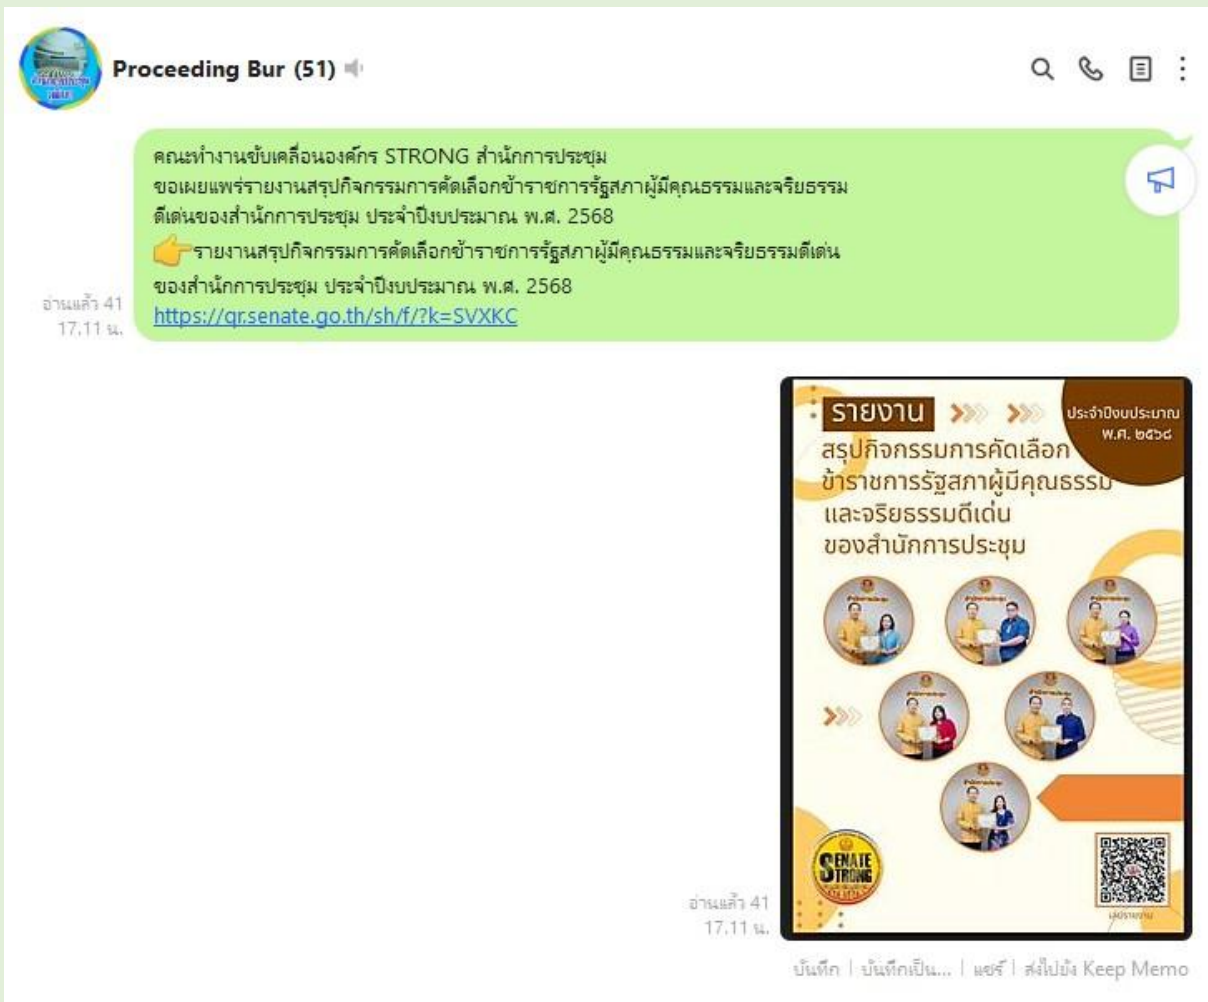 Proceeding Bur (51)
คณะทำงานขับเคลื่อนองค์กร STRONG สำนักการประชุม
ขอเผยแพร่รายงานสรุปกิจกรรมการคัดเลือกข้าราชการรัฐสภาผู้มีคุณธรรมและจริยธรรม
ดีเด่นของสำนักการประชุม ประจำปีงบประมาณ พ.ศ. 2568
👉รายงานสรุปกิจกรรมการคัดเลือกข้าราชการรัฐสภาผู้มีคุณธรรมและจริยธรรมดีเด่น
ของสำนักการประชุม ประจำปีงบประมาณ พ.ศ. 2568
https://qr.senate.go.th/sh/f/?k=SVXKC
อ่านแล้ว 41
17.11 น.
รายงาน
ประจำปีงบประมาณ
พ.ศ. ๒๕๖๘
สรุปกิจกรรมการคัดเลือก
ข้าราชการรัฐสภาผู้มีคุณธรรม
และจริยธรรมดีเด่น
ของสำนักการประชุม
SENATE
STRONG
อ่านแล้ว 41
17.11 น.
บันทึก | บันทึกเป็น... | แชร์ | ส่งไปยัง Keep Memo